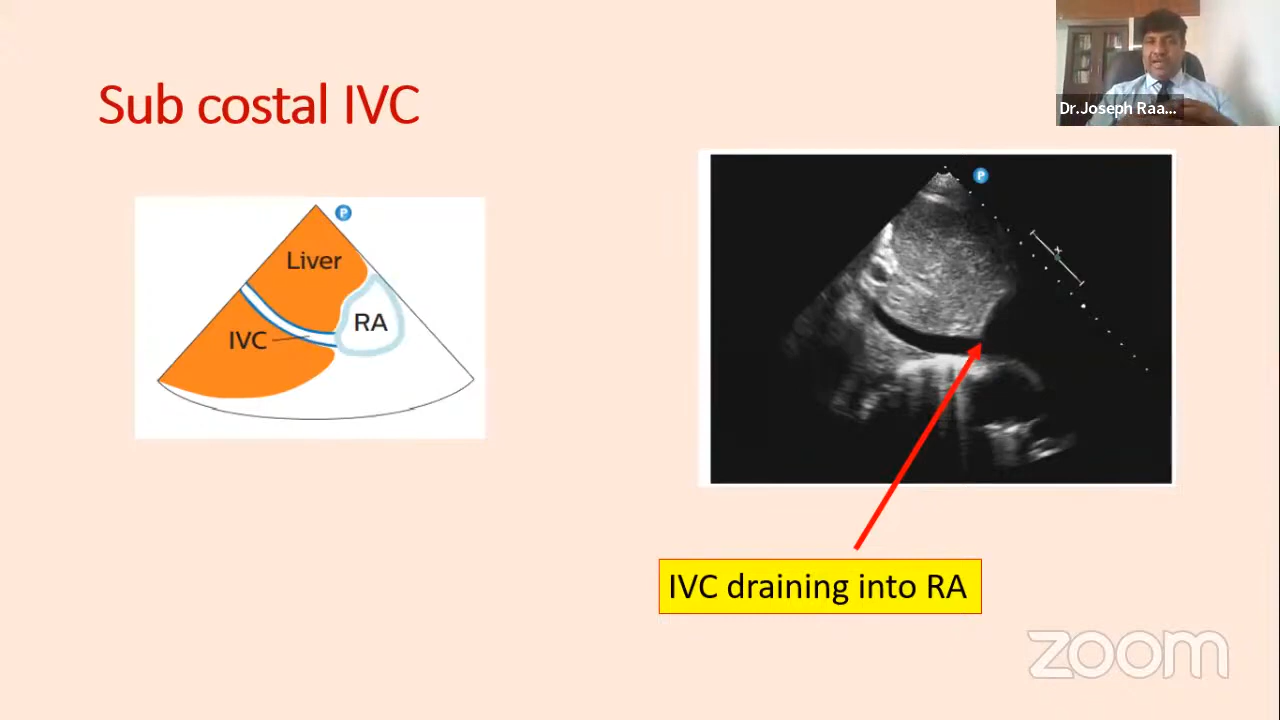 Sub costal IVC
Dr.Joseph Raa...
P
Liver
RA
IVC
P
X
IVC draining into RA
zoom